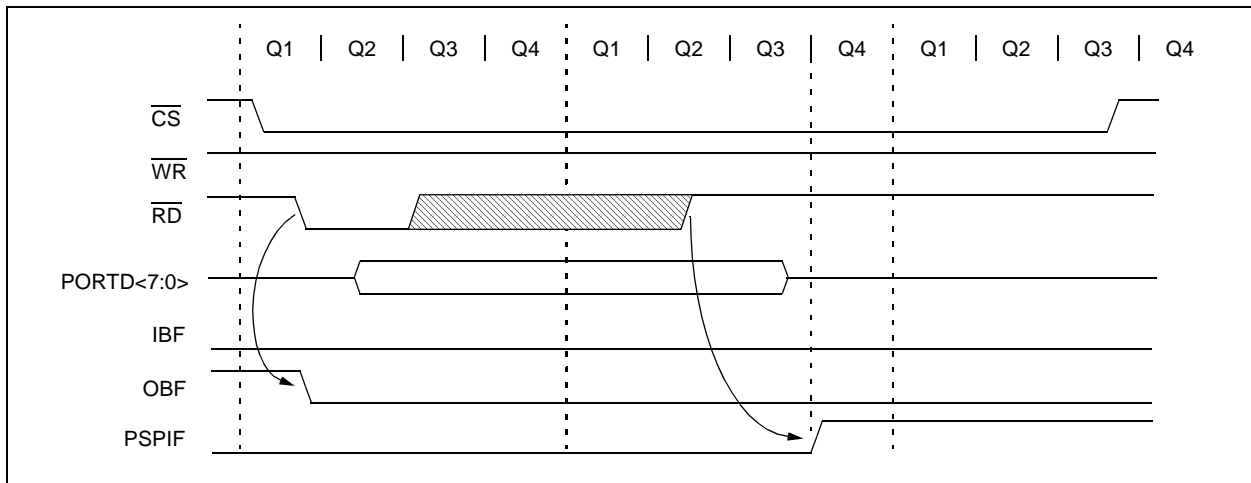 Q1 | Q2 | Q3 | Q4 Q1 | Q2 | Q3 Q4 Q1 | Q2 | Q3 | Q4
CS
WR
RD
PORTD<7:0>
IBF
OBF
PSPIF